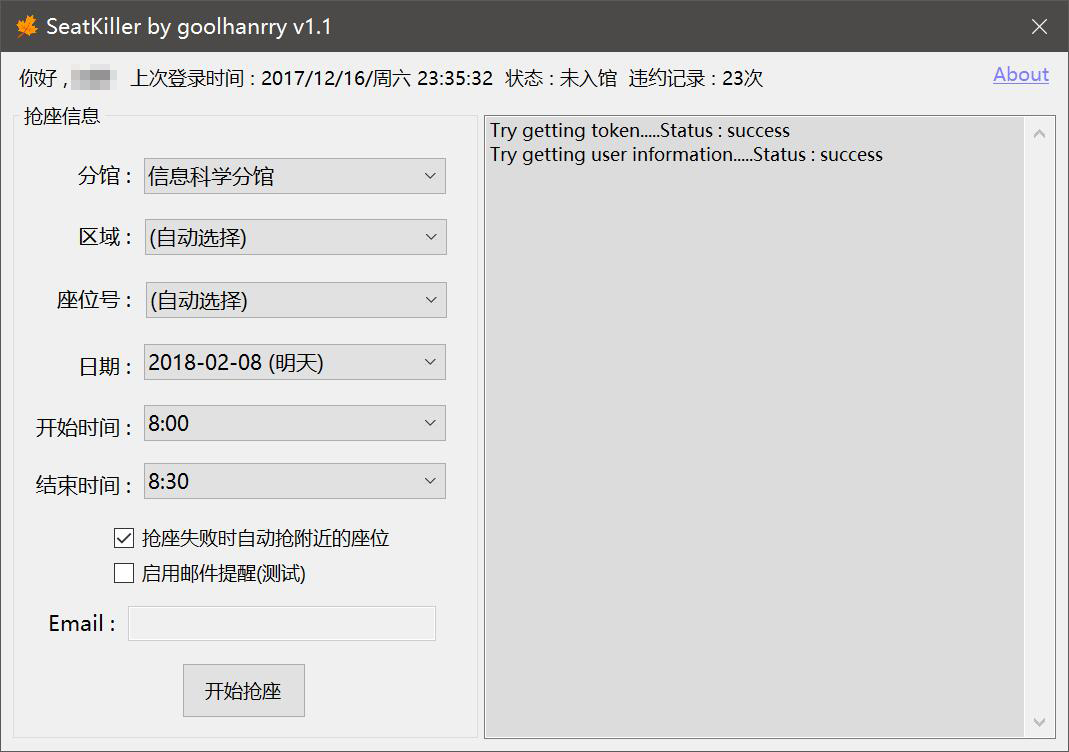 SeatKiller by goolhanrry v1.1
你好 , 上次登录时间 : 2017/12/16/周六 23:35:32 状态 : 未入馆 违约记录 : 23次 About
抢座信息
分馆 : 信息科学分馆
区域 : (自动选择)
座位号 : (自动选择)
日期 : 2018-02-08 (明天)
开始时间 : 8:00
结束时间 : 8:30
抢座失败时自动抢附近的座位
启用邮件提醒(测试)
Email :
开始抢座
Try getting token.....Status : success
Try getting user information.....Status : success